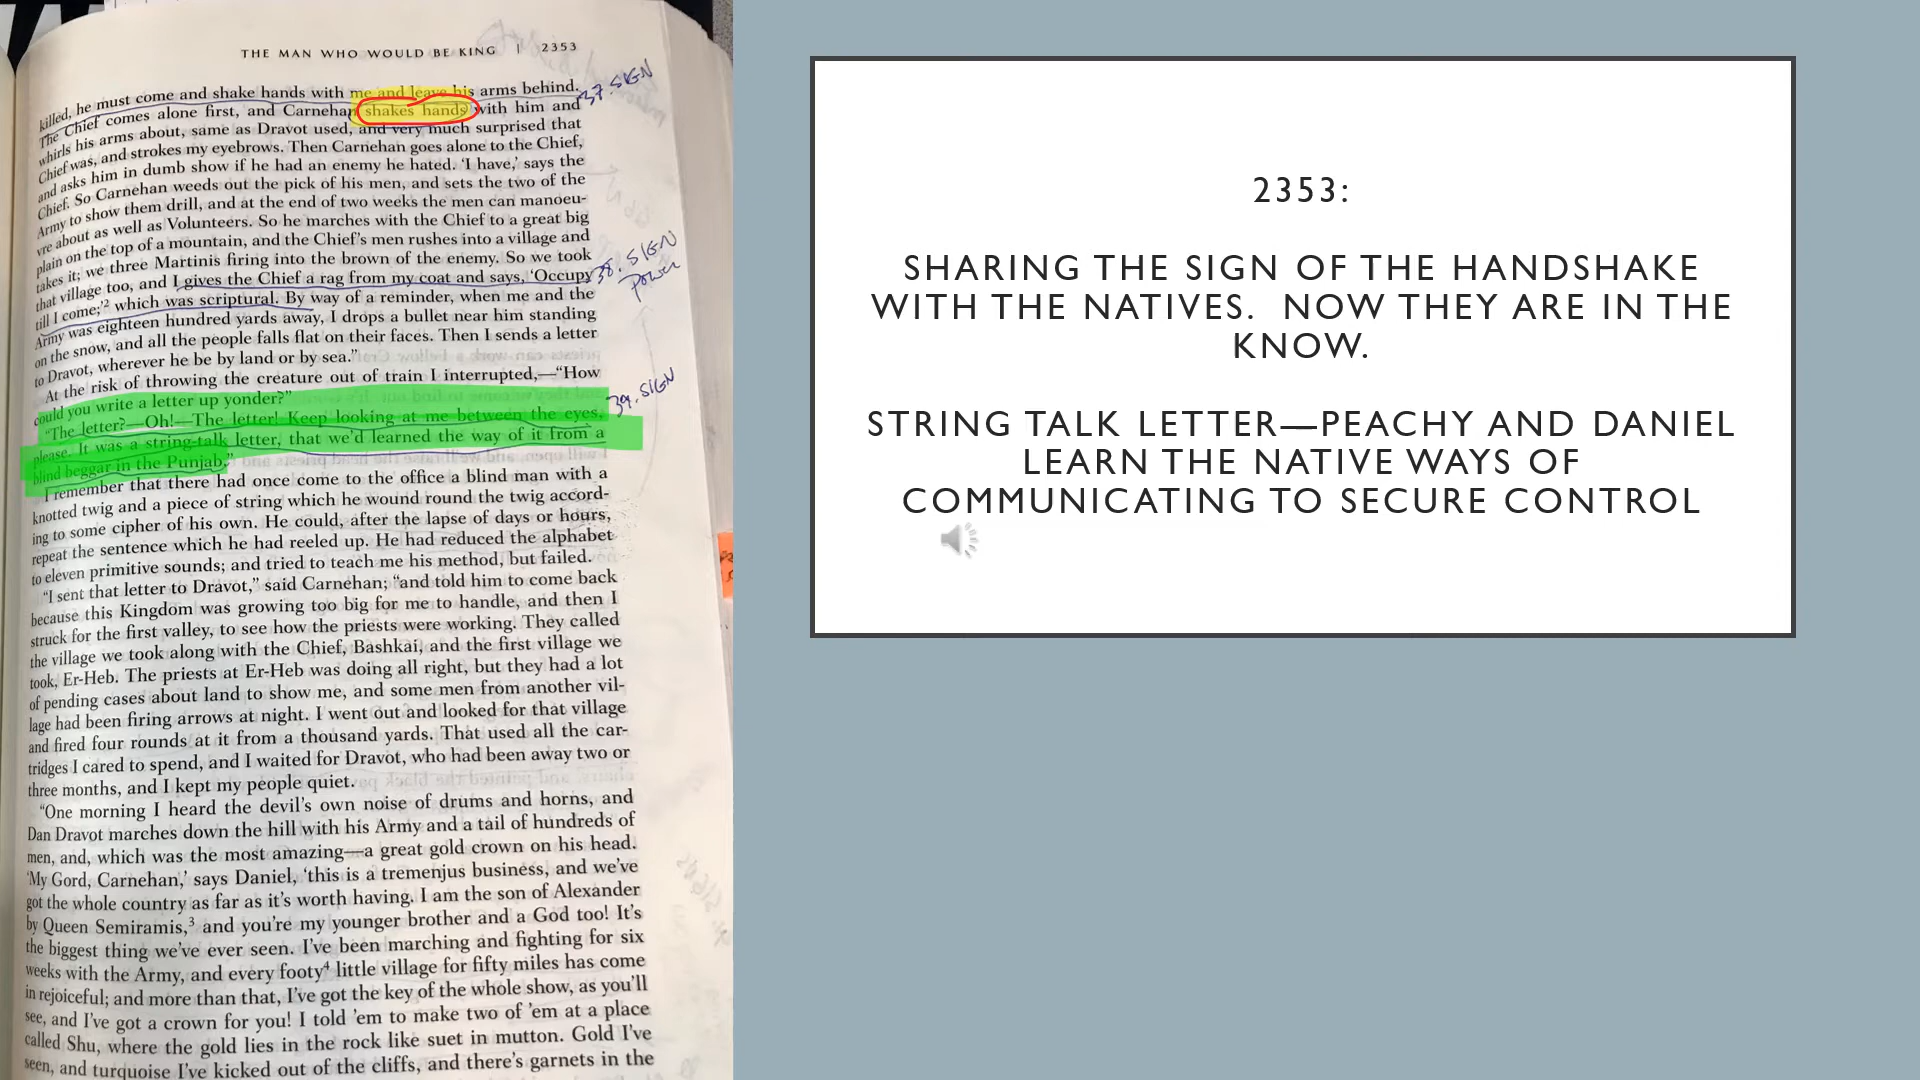 THE MAN WHO WOULD BE KING | 2353
killed, he must come and shake hands with me and leave his arms behind.
The Chief comes alone first, and Carnehan shakes hands with him and
whirls his arms about, same as Dravot used, and very much surprised that
Chief was, and strokes my eyebrows. Then Carnehan goes alone to the Chief,
and asks him in dumb show if he had an enemy he hated. ‘I have,’ says the
Chief. So Carnehan weeds out the pick of his men, and sets the two of the
Army to show them drill, and at the end of two weeks the men can manoeu-
vre about as well as Volunteers. So he marches with the Chief to a great big
plain on the top of a mountain, and the Chief’s men rushes into a village and
takes it; we three Martinis firing into the brown of the enemy. So we took
that village too, and I gives the Chief a rag from my coat and says, ‘Occupy
till I come;’2 which was scriptural. By way of a reminder, when me and the
Army was eighteen hundred yards away, I drops a bullet near him standing
on the snow, and all the people falls flat on their faces. Then I sends a letter
to Dravot, wherever he be by land or by sea.”
At the risk of throwing the creature out of train I interrupted,—“How
could you write a letter up yonder?”
“The letter?—Oh!—The letter! Keep looking at me between the eyes,
please. It was a string-talk letter, that we’d learned the way of it from a
blind beggar in the Punjab.”
I remember that there had once come to the office a blind man with a
knotted twig and a piece of string which he wound round the twig accord-
ing to some cipher of his own. He could, after the lapse of days or hours,
repeat the sentence which he had reeled up. He had reduced the alphabet
to eleven primitive sounds; and tried to teach me his method, but failed.
“I sent that letter to Dravot,” said Carnehan; “and told him to come back
because this Kingdom was growing too big for me to handle, and then I
struck for the first valley, to see how the priests were working. They called
the village we took along with the Chief, Bashkai, and the first village we
took, Er-Heb. The priests at Er-Heb was doing all right, but they had a lot
of pending cases about land to show me, and some men from another vil-
lage had been firing arrows at night. I went out and looked for that village
and fired four rounds at it from a thousand yards. That used all the car-
tridges I cared to spend, and I waited for Dravot, who had been away two or
three months, and I kept my people quiet.
“One morning I heard the devil’s own noise of drums and horns, and
Dan Dravot marches down the hill with his Army and a tail of hundreds of
men, and, which was the most amazing—a great gold crown on his head.
‘My Gord, Carnehan,’ says Daniel, ‘this is a tremenjus business, and we’ve
got the whole country as far as it’s worth having. I am the son of Alexander
by Queen Semiramis,3 and you’re my younger brother and a God too! It’s
the biggest thing we’ve ever seen. I’ve been marching and fighting for six
weeks with the Army, and every footy4 little village for fifty miles has come
in rejoiceful; and more than that, I’ve got the key of the whole show, as you’ll
see, and I’ve got a crown for you! I told ’em to make two of ’em at a place
called Shu, where the gold lies in the rock like suet in mutton. Gold I’ve
seen, and turquoise I’ve kicked out of the cliffs, and there’s garnets in the
37. SIGN
38. SIGN
power
39. SIGN
2353:
SHARING THE SIGN OF THE HANDSHAKE
WITH THE NATIVES. NOW THEY ARE IN THE
KNOW.
STRING TALK LETTER—PEACHY AND DANIEL
LEARN THE NATIVE WAYS OF
COMMUNICATING TO SECURE CONTROL